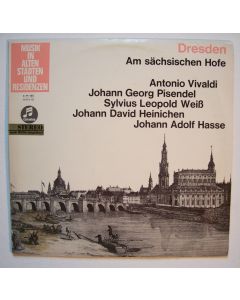 MUSIK
IN
ALTEN
STÄDTEN
UND
RESIDENZEN
STEREO
Dresden
Am sächsischen Hofe
Antonio Vivaldi
Johann Georg Pisendel
Sylvius Leopold Weiß
Johann David Heinichen
Johann Adolf Hasse